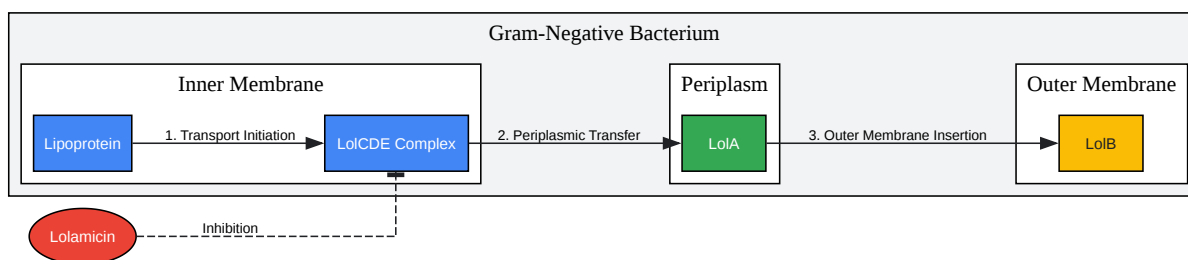 Gram-Negative Bacterium
Inner Membrane
Periplasm
Outer Membrane
Lipoprotein
1. Transport Initiation
LolCDE Complex
2. Periplasmic Transfer
LolA
3. Outer Membrane Insertion
LolB
Lolamicin
Inhibition